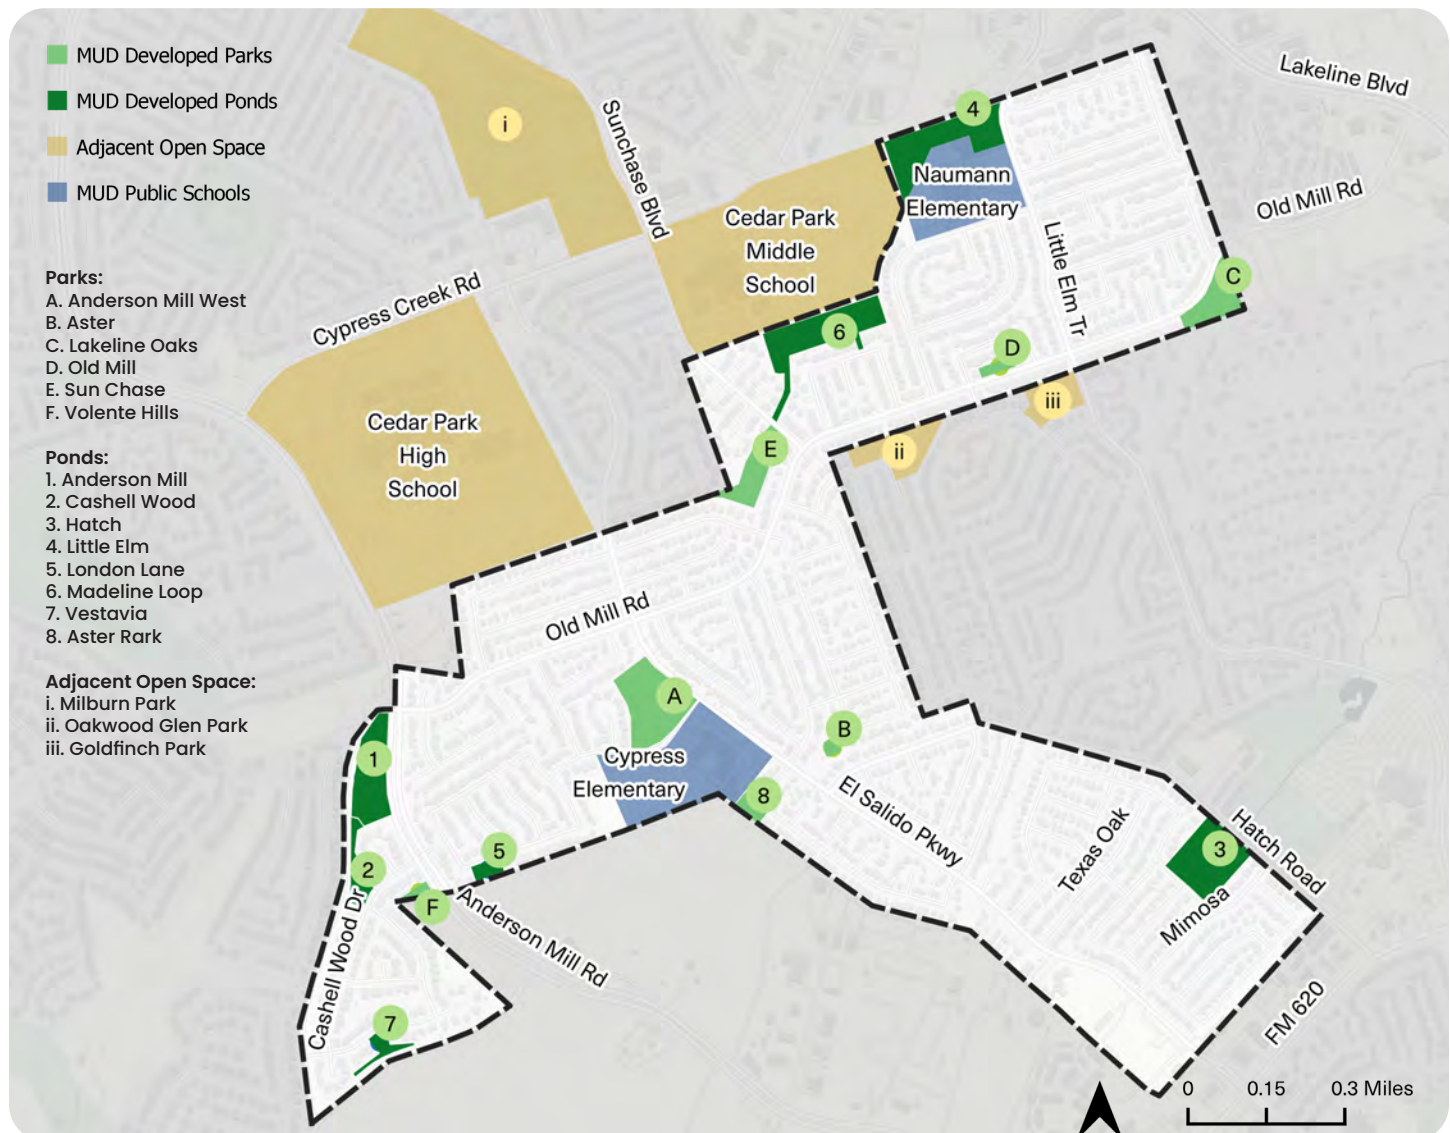 MUD Developed Parks
MUD Developed Ponds
Adjacent Open Space
MUD Public Schools
Parks:
A. Anderson Mill West
B. Aster
C. Lakeline Oaks
D. Old Mill
E. Sun Chase
F. Volente Hills
Ponds:
1. Anderson Mill
2. Cashell Wood
3. Hatch
4. Little Elm
5. London Lane
6. Madeline Loop
7. Vestavia
8. Aster Rark
Adjacent Open Space:
i. Milburn Park
ii. Oakwood Glen Park
iii. Goldfinch Park
Lakeline Blvd
i
Sunchase Blvd
4
Naumann
Elementary
Old Mill Rd
Cedar Park
Middle
School
Little Elm Tr
C
Cypress Creek Rd
6
D
iii
Cedar Park
High
School
E
ii
Old Mill Rd
A
B
Cypress
Elementary
1
8
El Salido Pkwy
Texas Oak
Hatch Road
3
Mimosa
5
2
F
Anderson Mill Rd
Cashell Wood Dr
7
FM 620
0
0.15
0.3 Miles